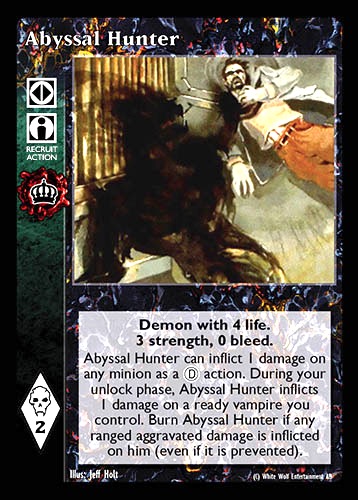 Abyssal Hunter
RECRUIT
ACTION
Demon with 4 life.
3 strength, 0 bleed.
Abyssal Hunter can inflict 1 damage on
any minion as a Ⓓ action. During your
unlock phase, Abyssal Hunter inflicts
1 damage on a ready vampire you
control. Burn Abyssal Hunter if any
ranged aggravated damage is inflicted
on him (even if it is prevented).
2
Illus: Jeff Holt
(C) White Wolf Entertainment AB